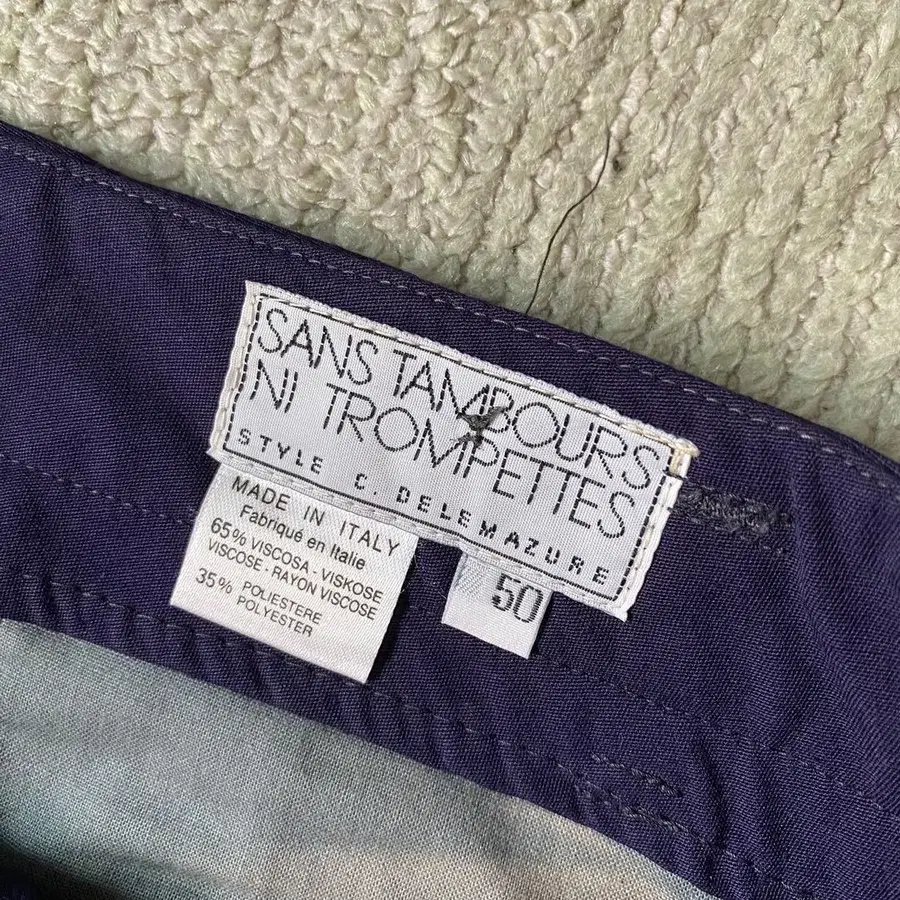 SANS TAMBOURS
NI TROMPETTES
STYLE C. DELEMAZURE
MADE IN ITALY
Fabriqué en Italie
65% VISCOSA - VISKOSE
VISCOSE - RAYON VISCOSE
35% POLIESTERE
POLYESTER
50